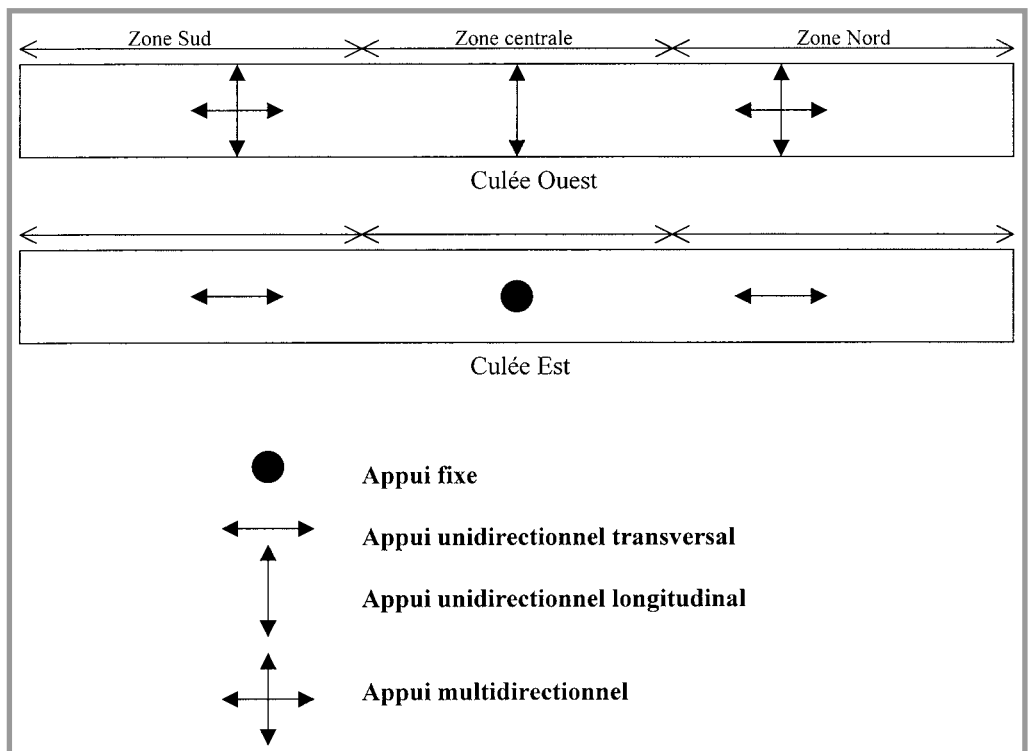 Zone Sud Zone centrale Zone Nord
Culée Ouest
Culée Est
Appui fixe
Appui unidirectionnel transversal
Appui unidirectionnel longitudinal
Appui multidirectionnel